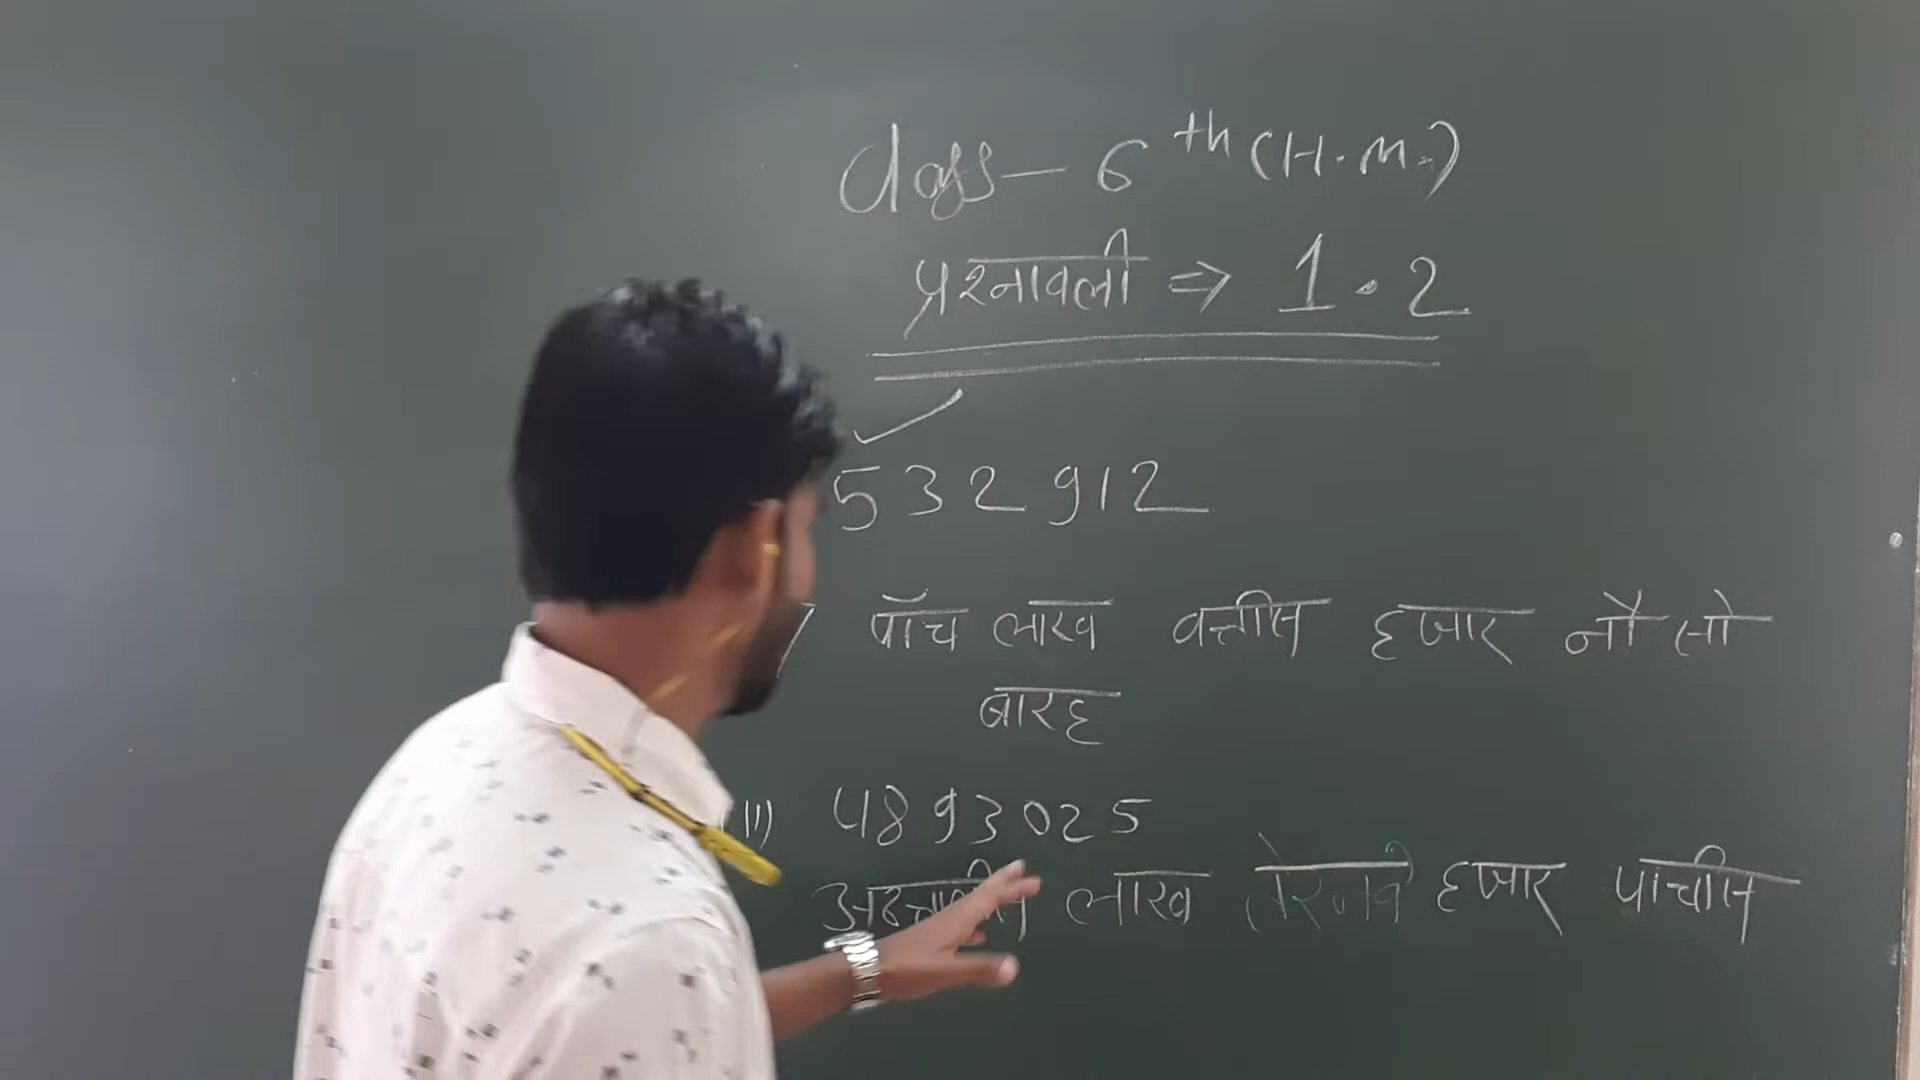 Class - 6th (H.M.)
प्रश्नावली ⇒ 1.2
532912
पाँच लाख बत्तीस हजार नौ सो
बारह
(II) 4893025
लाख हजार